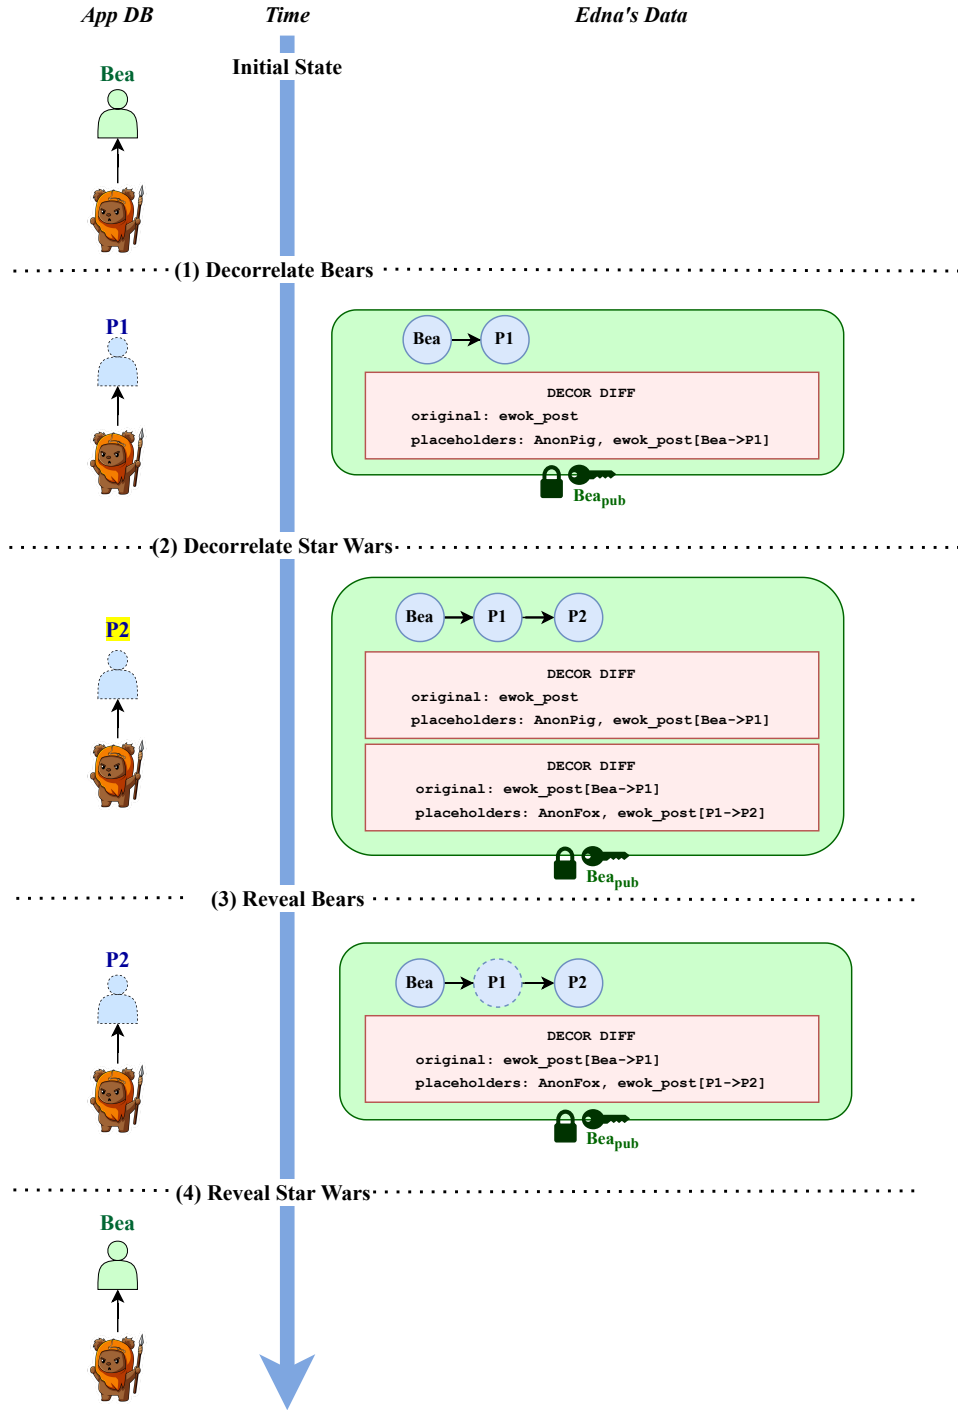 App DB Time Edna's Data
Initial State
Bea
(1) Decorrelate Bears
P1
Bea P1
DECOR DIFF
original: ewok_post
placeholders: AnonPig, ewok_post[Bea->P1]
Beapub
(2) Decorrelate Star Wars
P2
Bea P1 P2
DECOR DIFF
original: ewok_post
placeholders: AnonPig, ewok_post[Bea->P1]
DECOR DIFF
original: ewok_post[Bea->P1]
placeholders: AnonFox, ewok_post[P1->P2]
Beapub
(3) Reveal Bears
P2
Bea P1 P2
DECOR DIFF
original: ewok_post[Bea->P1]
placeholders: AnonFox, ewok_post[P1->P2]
Beapub
(4) Reveal Star Wars
Bea